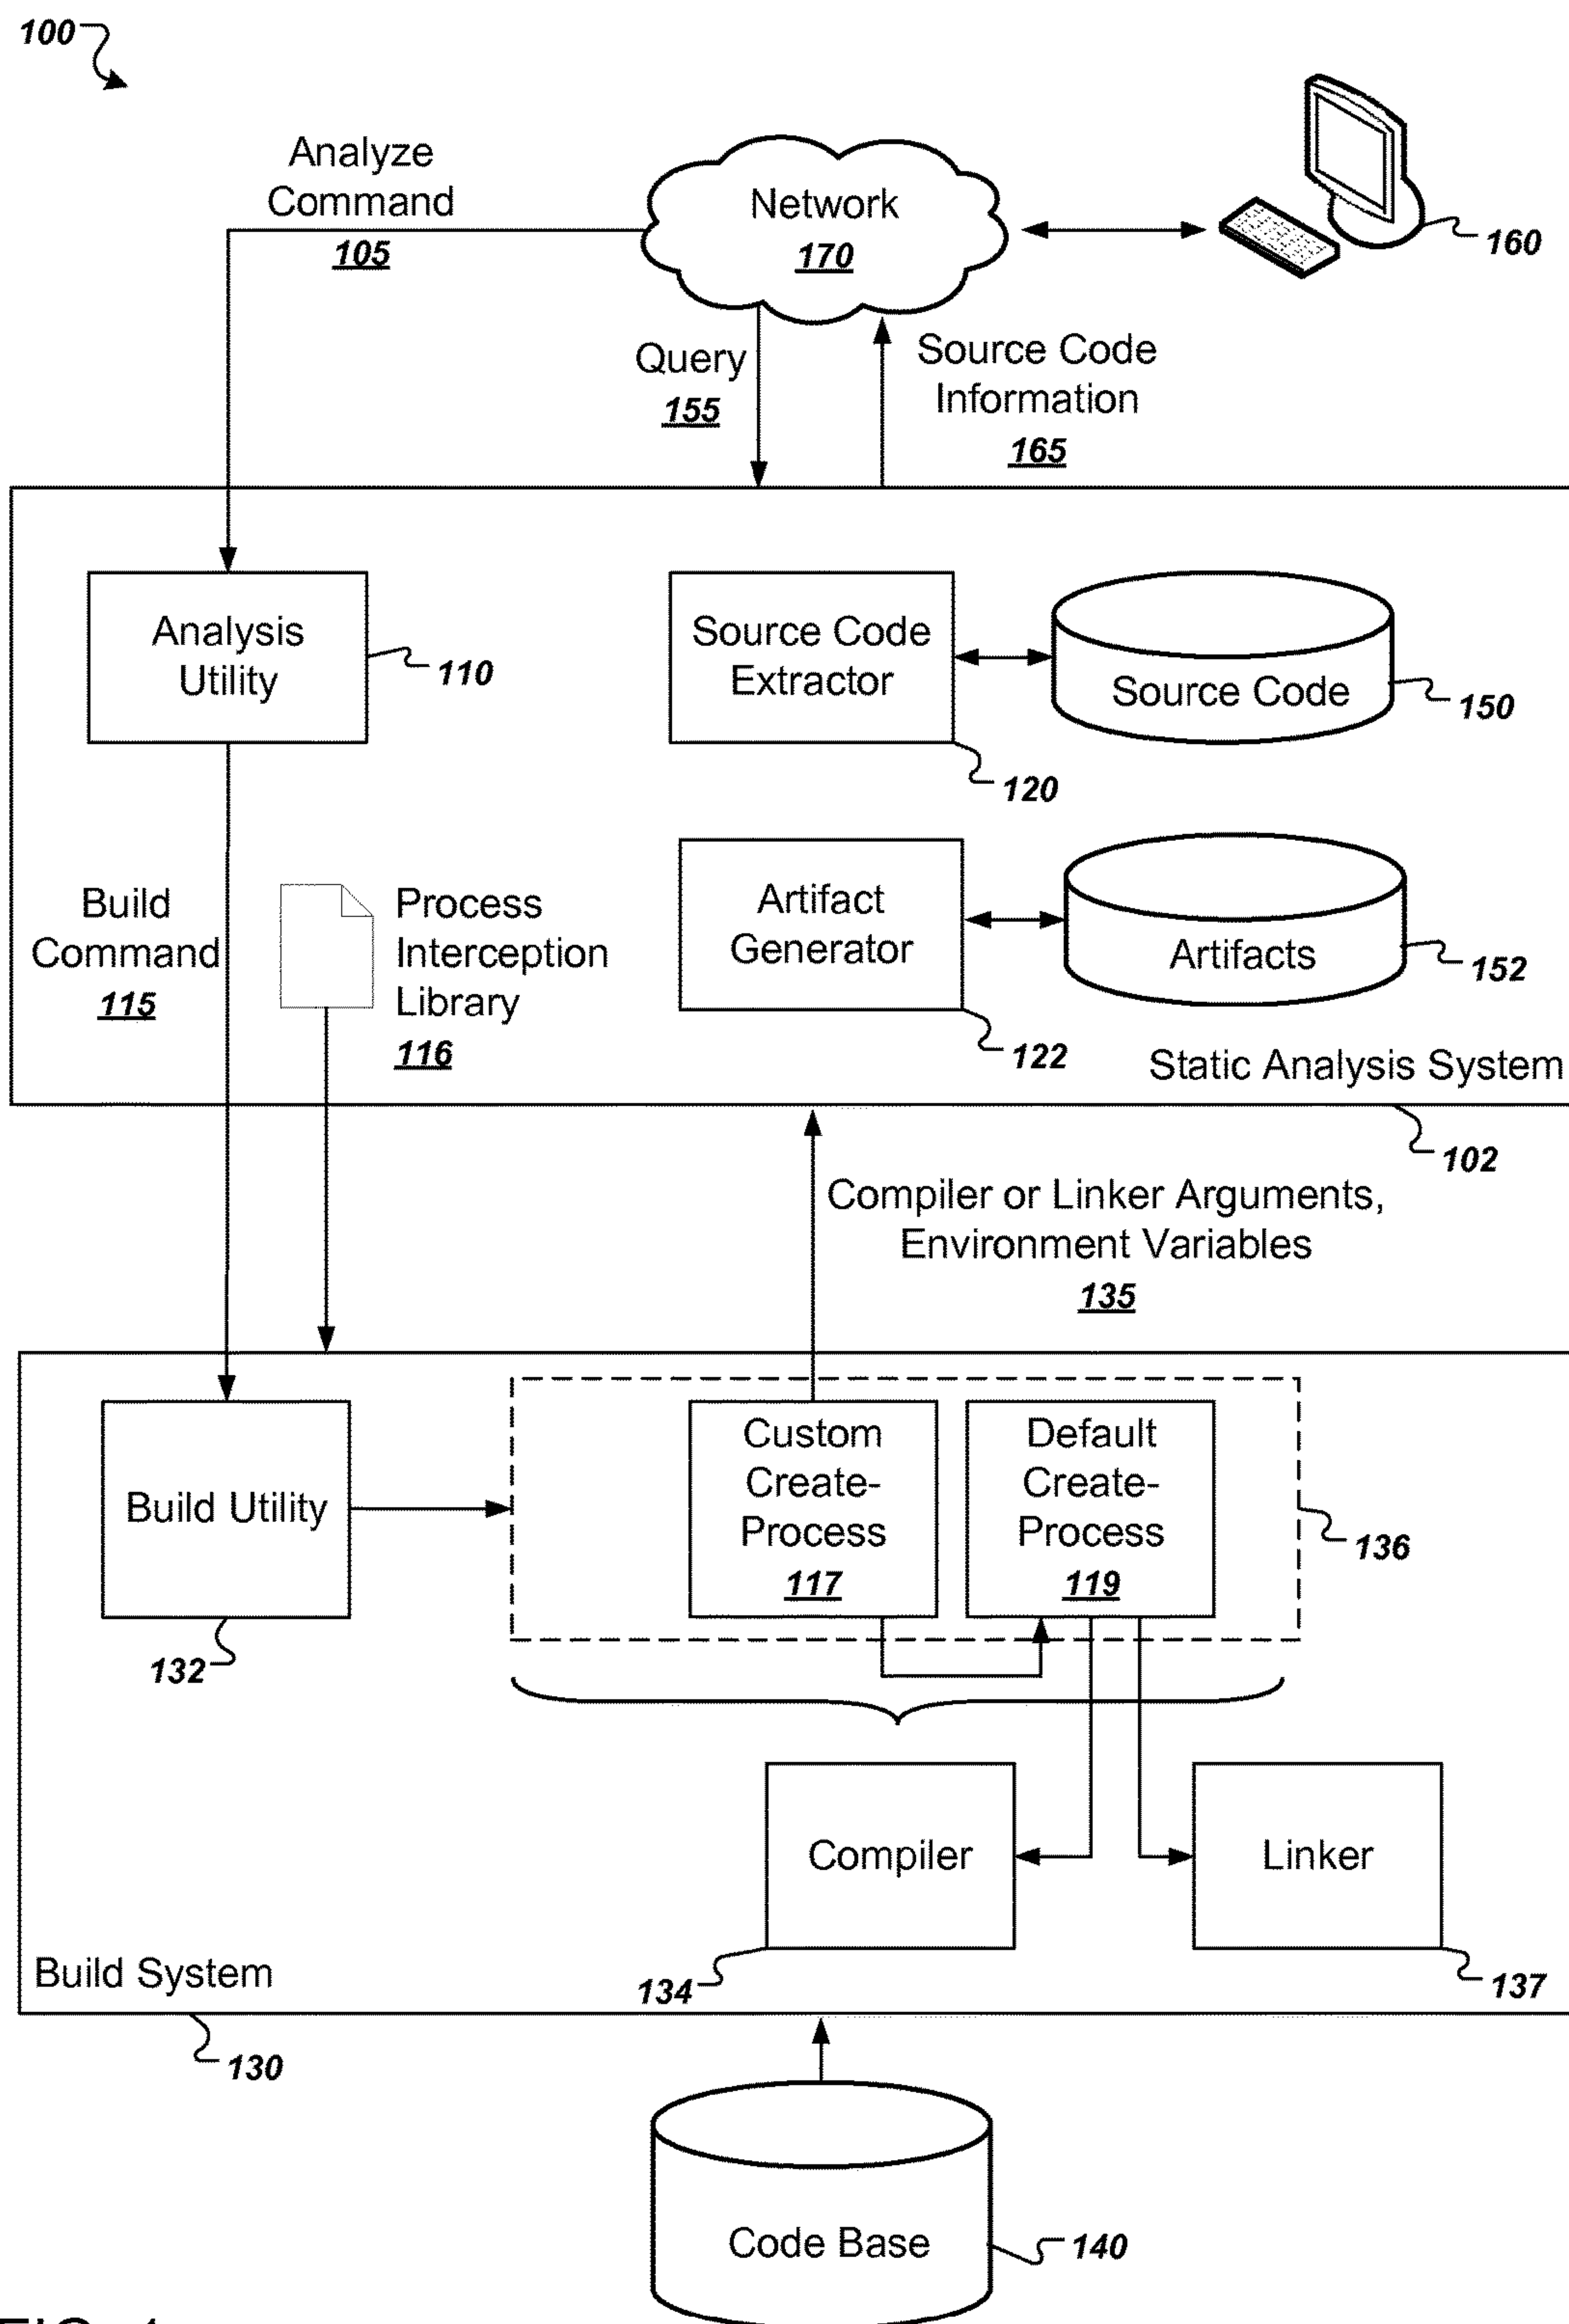 100
Analyze
Command
105
Network
170
160
Query
155
Source Code
Information
165
Analysis
Utility
110
Source Code
Extractor
120
Source Code
150
Build
Command
115
Process
Interception
Library
116
Artifact
Generator
122
Artifacts
152
Static Analysis System
102
Compiler or Linker Arguments,
Environment Variables
135
Build Utility
132
Custom
Create-
Process
117
Default
Create-
Process
119
136
Compiler
134
Linker
137
Build System
130
Code Base
140